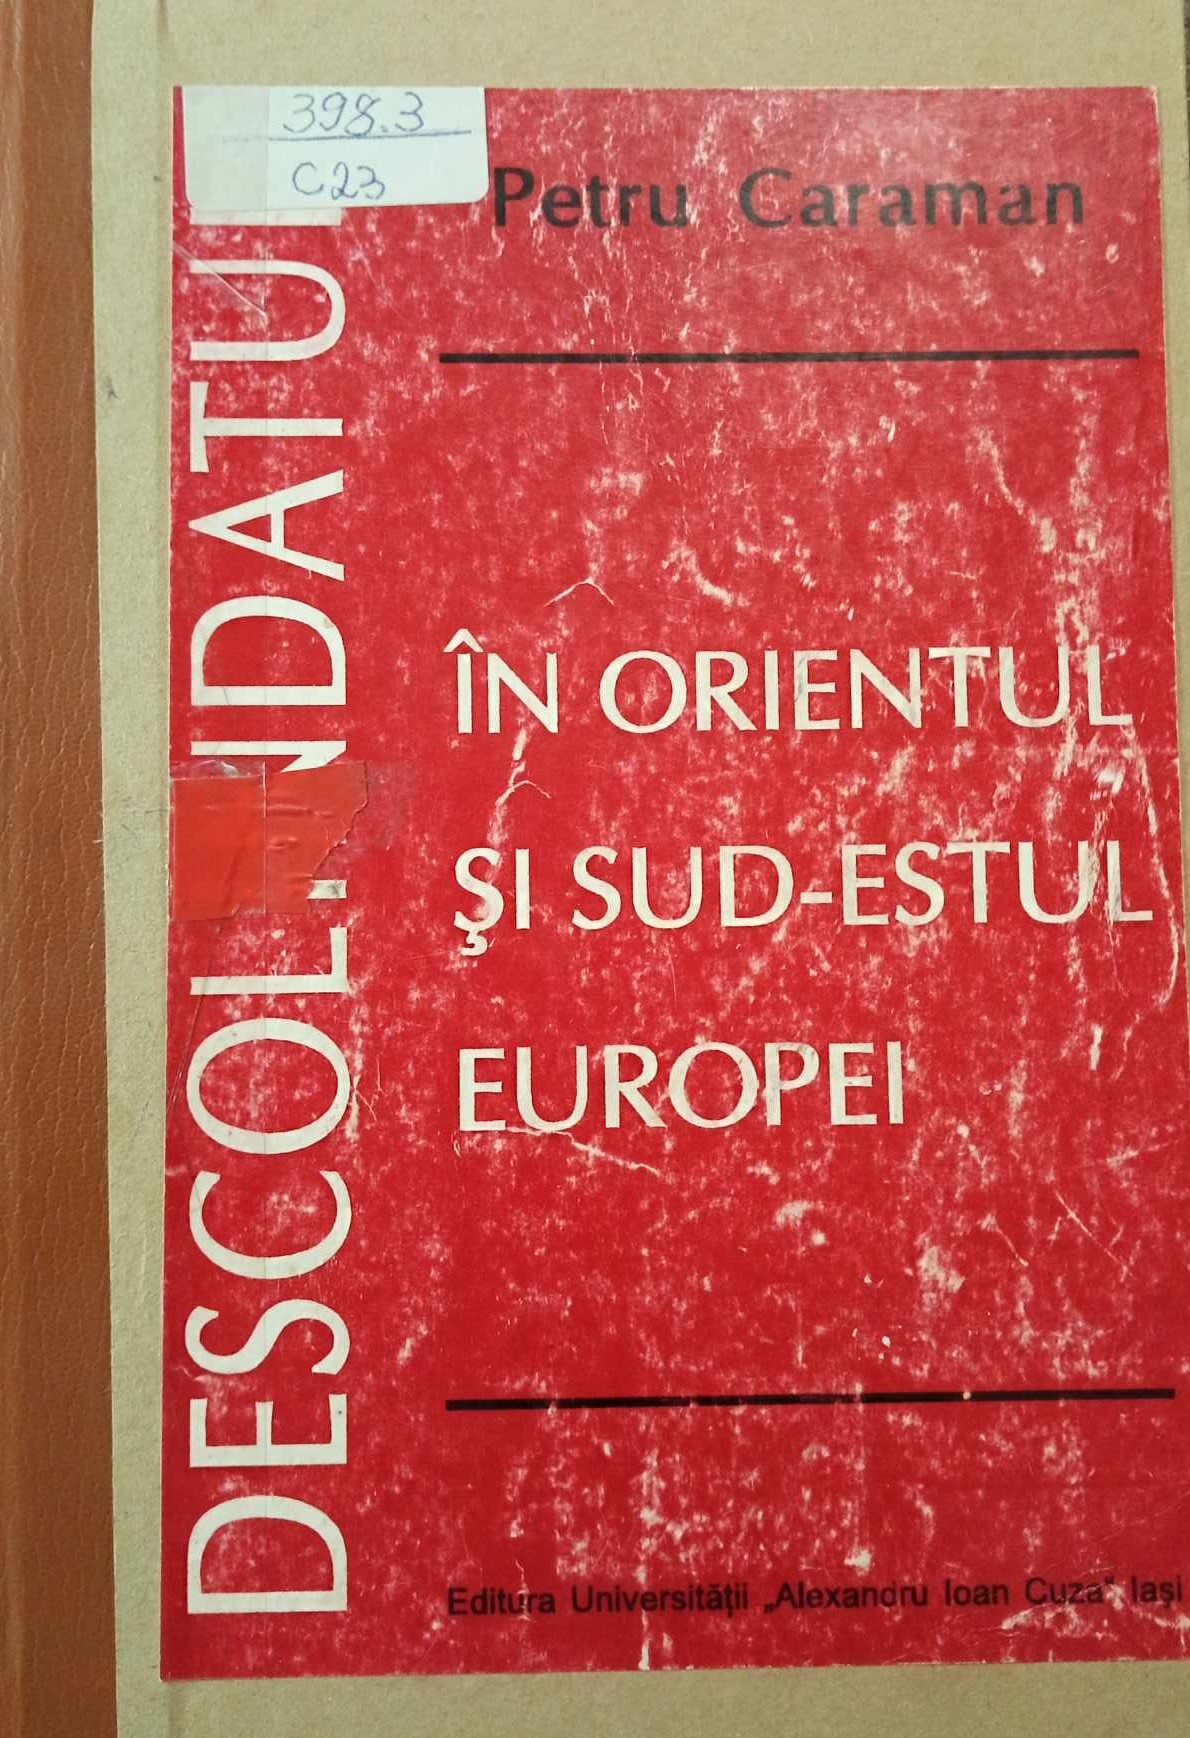 398.3
C23
Petru Caraman
DESCOLINDATUL
ÎN ORIENTUL
ŞI SUD-ESTUL
EUROPEI
Editura Universităţii „Alexandru Ioan Cuza" Iaşi